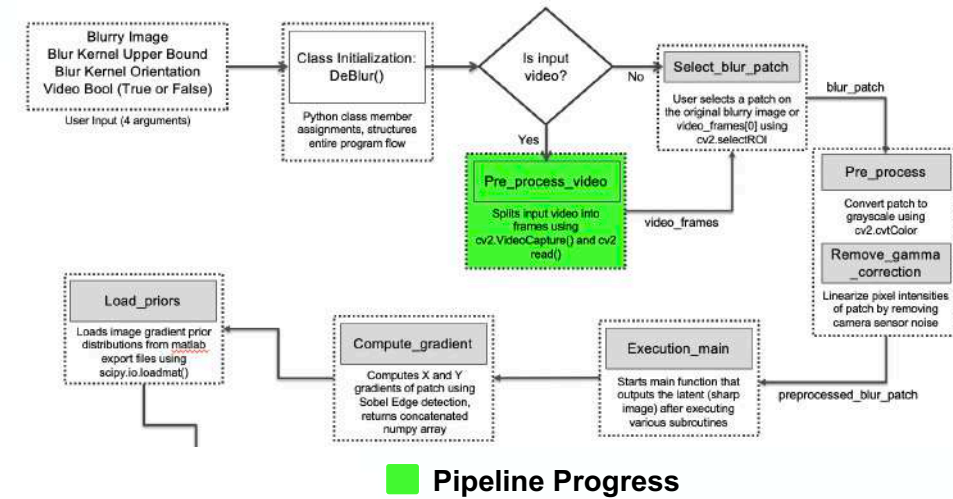 Blurry Image
Blur Kernel Upper Bound
Blur Kernel Orientation
Video Bool (True or False)
User Input (4 arguments)
Class Initialization:
DeBlur()
Python class member
assignments, structures
entire program flow
Is input
video?
No
Yes
Select_blur_patch
User selects a patch on
the original blurry image or
video_frames[0] using
cv2.selectROI
blur_patch
Pre_process_video
Splits input video into
frames using
cv2.VideoCapture() and cv2
read()
video_frames
Pre_process
Convert patch to
grayscale using
cv2.cvtColor
Remove_gamma
_correction
Linearize pixel intensities
of patch by removing
camera sensor noise
preprocessed_blur_patch
Execution_main
Starts main function that
outputs the latent (sharp
image) after executing
various subroutines
Compute_gradient
Computes X and Y
gradients of patch using
Sobel Edge detection,
returns concatenated
numpy array
Load_priors
Loads image gradient prior
distributions from matlab
export files using
scipy.io.loadmat()
Pipeline Progress